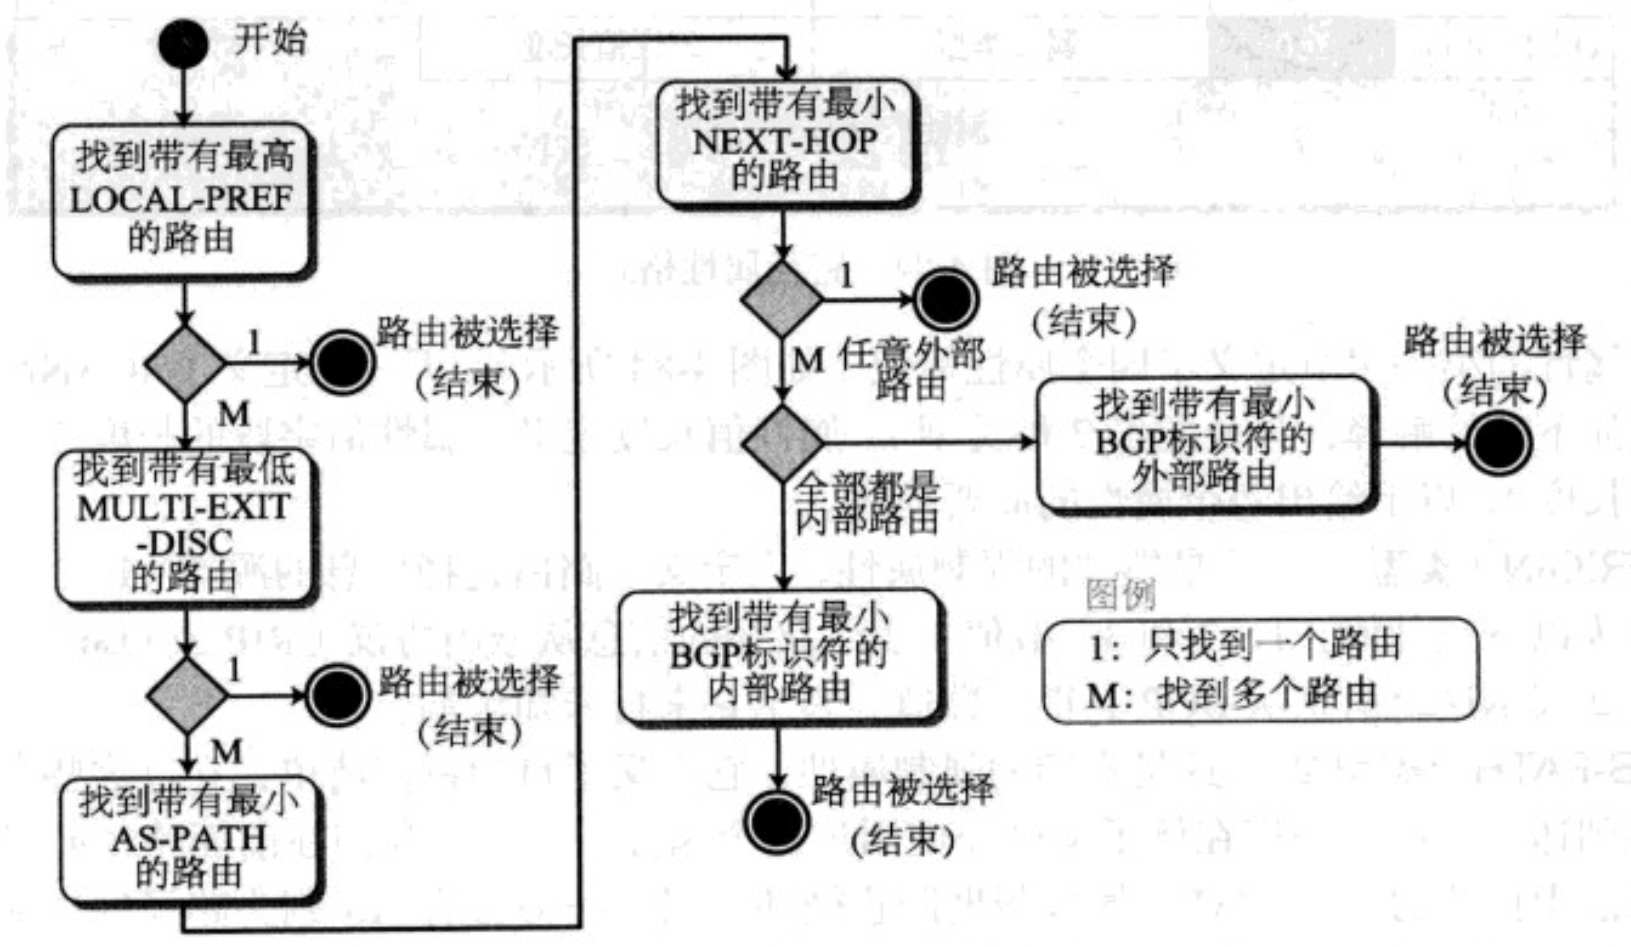 开始
找到带有最高
LOCAL-PREF
的路由
1
路由被选择
(结束)
M
找到带有最低
MULTI-EXIT
-DISC
的路由
1
路由被选择
(结束)
M
找到带有最小
AS-PATH
的路由
找到带有最小
NEXT-HOP
的路由
1
路由被选择
(结束)
M
任意外部
路由
找到带有最小
BGP标识符的
外部路由
路由被选择
(结束)
全部都是
内部路由
找到带有最小
BGP标识符的
内部路由
路由被选择
(结束)
图例
1: 只找到一个路由
M: 找到多个路由